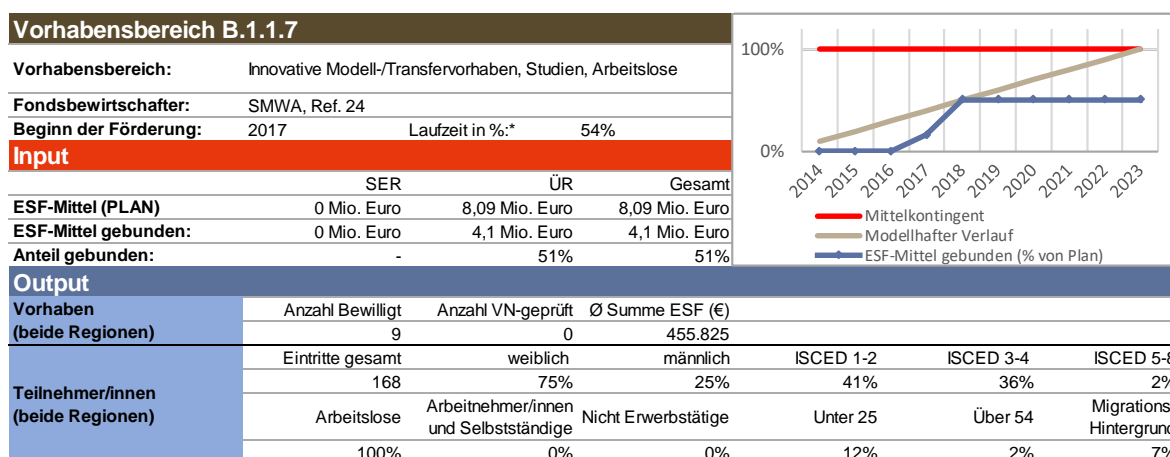 Vorhabensbereich B.1.1.7
Vorhabensbereich: Innovative Modell-/Transfervorhaben, Studien, Arbeitslose
Fondsbewirtschafter: SMWA, Ref. 24
Beginn der Förderung: 2017 Laufzeit in %:* 54%
100%
0%
2014 2015 2016 2017 2018 2019 2020 2021 2022 2023
Mittelkontingent
Modellhafter Verlauf
ESF-Mittel gebunden (% von Plan)
Input
SER ÜR Gesamt
ESF-Mittel (PLAN) 0 Mio. Euro 8,09 Mio. Euro 8,09 Mio. Euro
ESF-Mittel gebunden: 0 Mio. Euro 4,1 Mio. Euro 4,1 Mio. Euro
Anteil gebunden: - 51% 51%
Output
Vorhaben Anzahl Bewilligt Anzahl VN-geprüft Ø Summe ESF (€)
(beide Regionen) 9 0 455.825
Eintritte gesamt weiblich männlich ISCED 1-2 ISCED 3-4 ISCED 5-8
168 75% 25% 41% 36% 2%
Teilnehmer/innen
(beide Regionen)
Arbeitslose Arbeitnehmer/innen und Selbstständige Nicht Erwerbstätige Unter 25 Über 54 Migrations Hintergrund
100% 0% 0% 12% 2% 7%